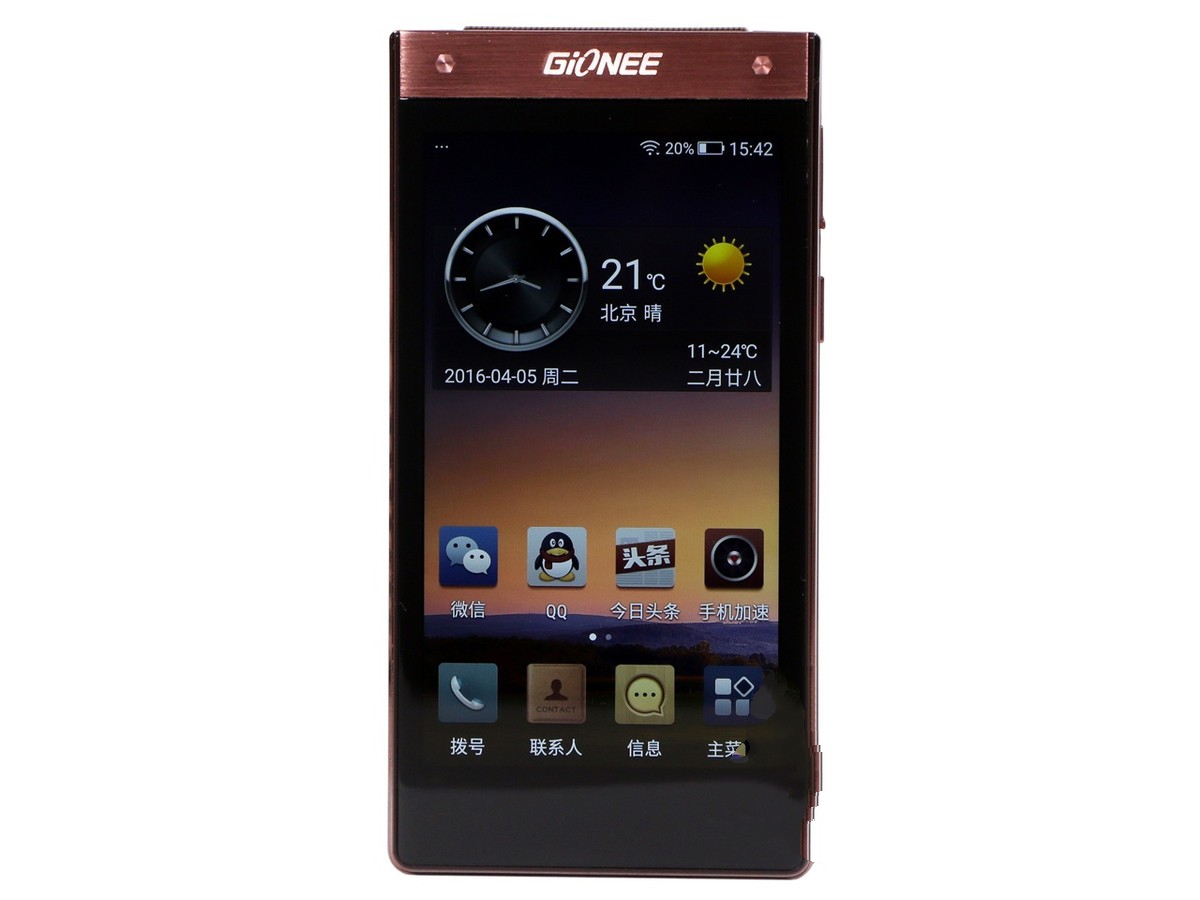 GiONEE
20% 15:42
21℃
北京 晴
11~24℃
2016-04-05 周二
二月廿八
头条
微信
QQ
今日头条
手机加速
CONTACT
拨号
联系人
信息
主菜